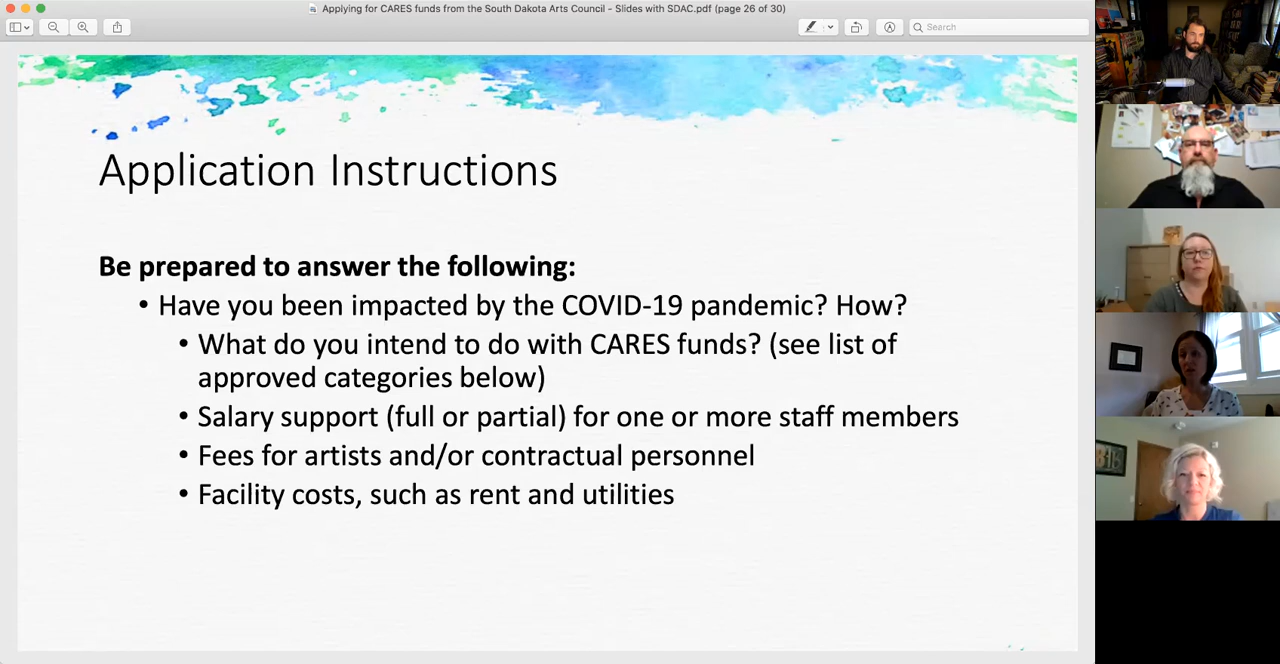 Applying for CARES funds from the South Dakota Arts Council - Slides with SDAC.pdf (page 26 of 30)
Search
Application Instructions
Be prepared to answer the following:
• Have you been impacted by the COVID-19 pandemic? How?
• What do you intend to do with CARES funds? (see list of
approved categories below)
• Salary support (full or partial) for one or more staff members
• Fees for artists and/or contractual personnel
• Facility costs, such as rent and utilities